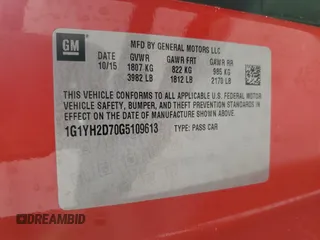 GM
MFD BY GENERAL MOTORS LLC
10/15
GVWR GAWR FRT GAWR RR
1807 KG 822 KG 985 KG
3982 LB 1812 LB 2170 LB
THIS VEHICLE CONFORMS TO ALL APPLICABLE U.S. FEDERAL MOTOR
VEHICLE SAFETY, BUMPER, AND THEFT PREVENTION STANDARDS
IN EFFECT ON THE DATE OF MANUFACTURE SHOWN ABOVE.
1G1YH2D70G5109613 TYPE: PASS CAR
DREAMBID